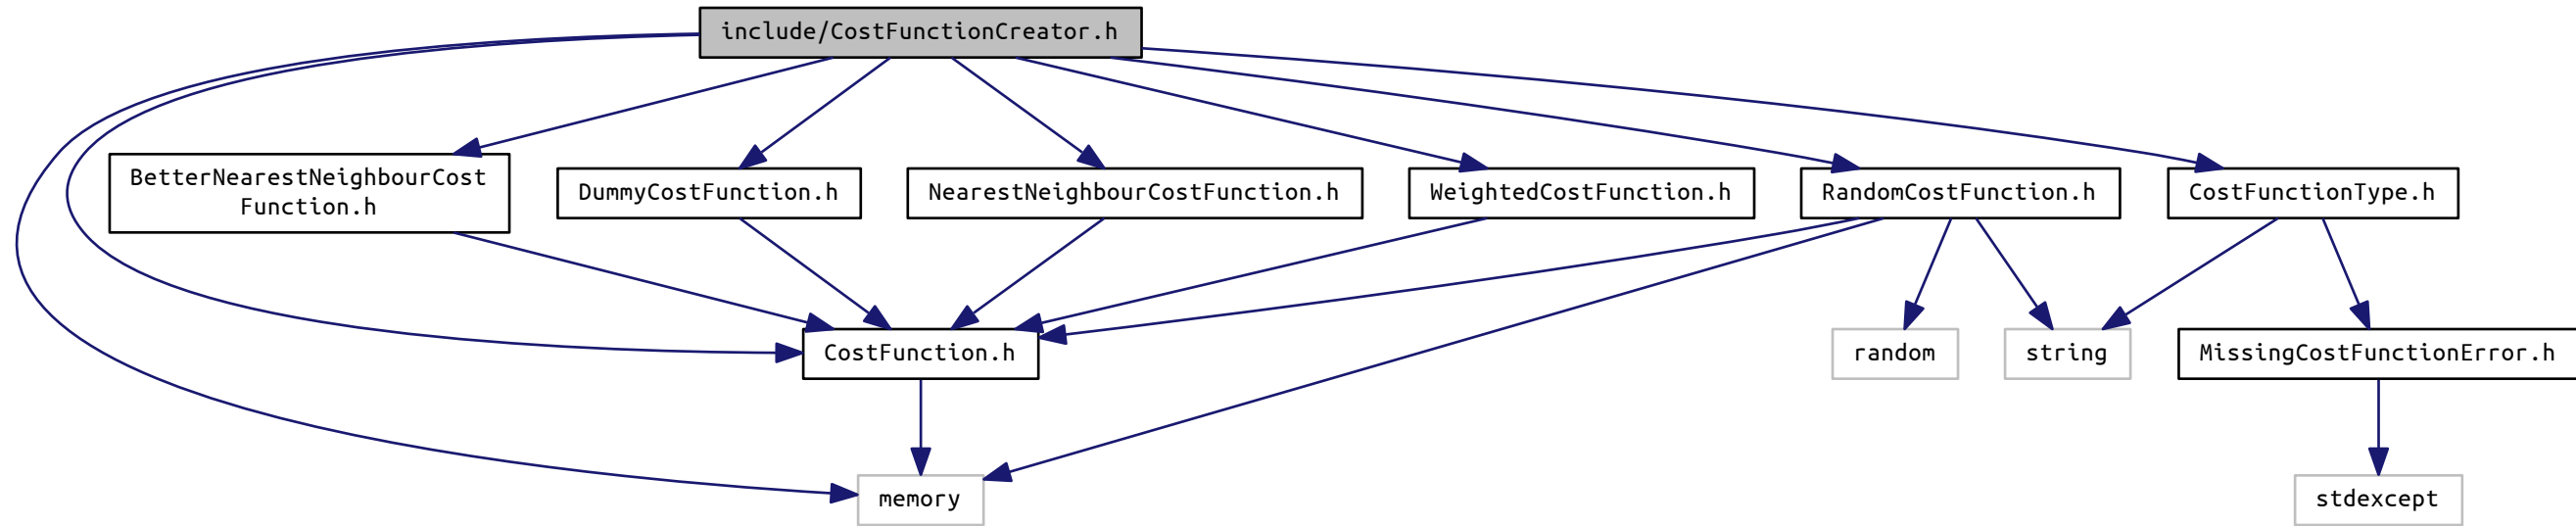 include/CostFunctionCreator.h
BetterNearestNeighbourCost
Function.h
DummyCostFunction.h
NearestNeighbourCostFunction.h
WeightedCostFunction.h
RandomCostFunction.h
CostFunctionType.h
CostFunction.h
random
string
MissingCostFunctionError.h
memory
stdexcept